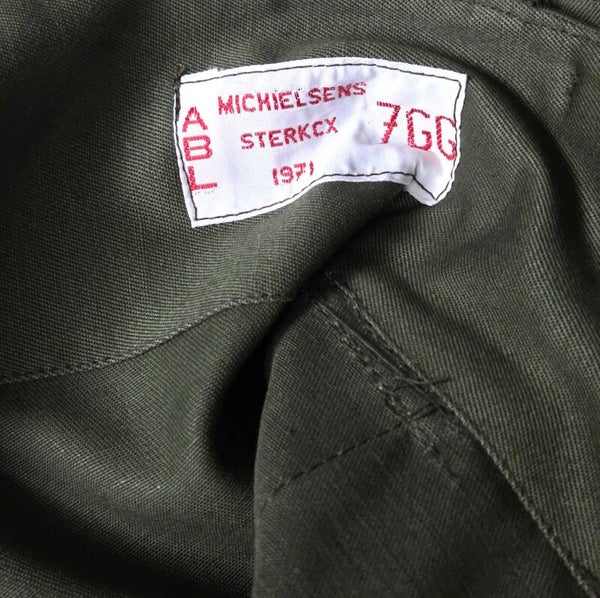 ABL
MICHIELSENS
STERKCX
1971
7GG